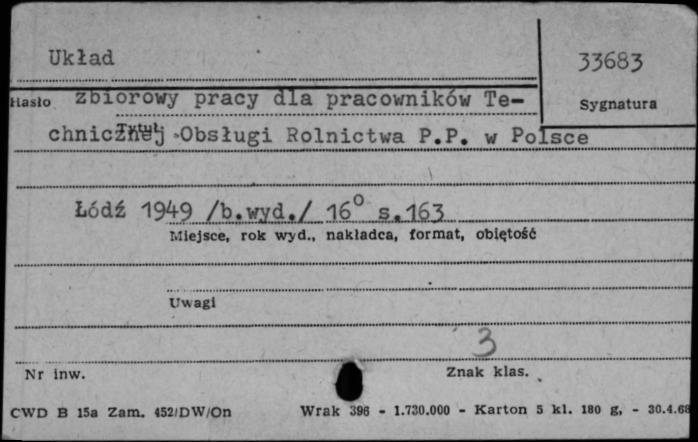 Układ
33683
Hasło zbiorowy pracy dla pracowników Te-
Sygnatura
Tytuł
chnicznej Obsługi Rolnictwa P.P. w Polsce
Łódź 1949 /b.wyd./ 16° s.163
Miejsce, rok wyd., nakładca, format, objętość
Uwagi
3
Nr inw.
Znak klas.
CWD B 15a Zam. 452/DW/On Wrak 396 - 1.730.000 - Karton 5 kl. 180 g, - 30.4.68